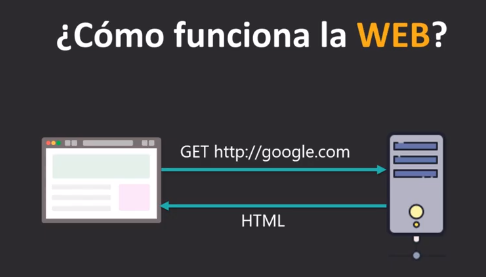 ¿Cómo funciona la WEB?
GET http://google.com
HTML